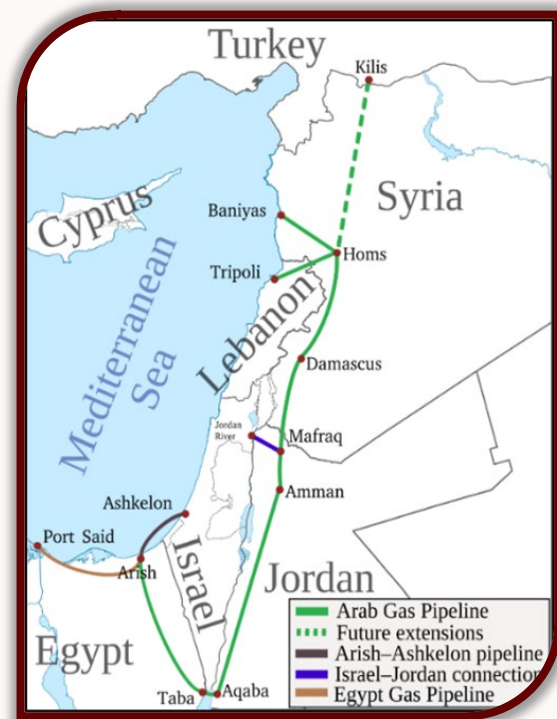 Turkey
Kilis
Syria
Cyprus
Baniyas
Homs
Tripoli
Lebanon
Mediterranean
Sea
Damascus
Jordan
River
Mafraq
Amman
Ashkelon
Port Said
Arish
Israel
Jordan
Egypt
Taba
Aqaba
Arab Gas Pipeline
Future extensions
Arish–Ashkelon pipeline
Israel–Jordan connection
Egypt Gas Pipeline